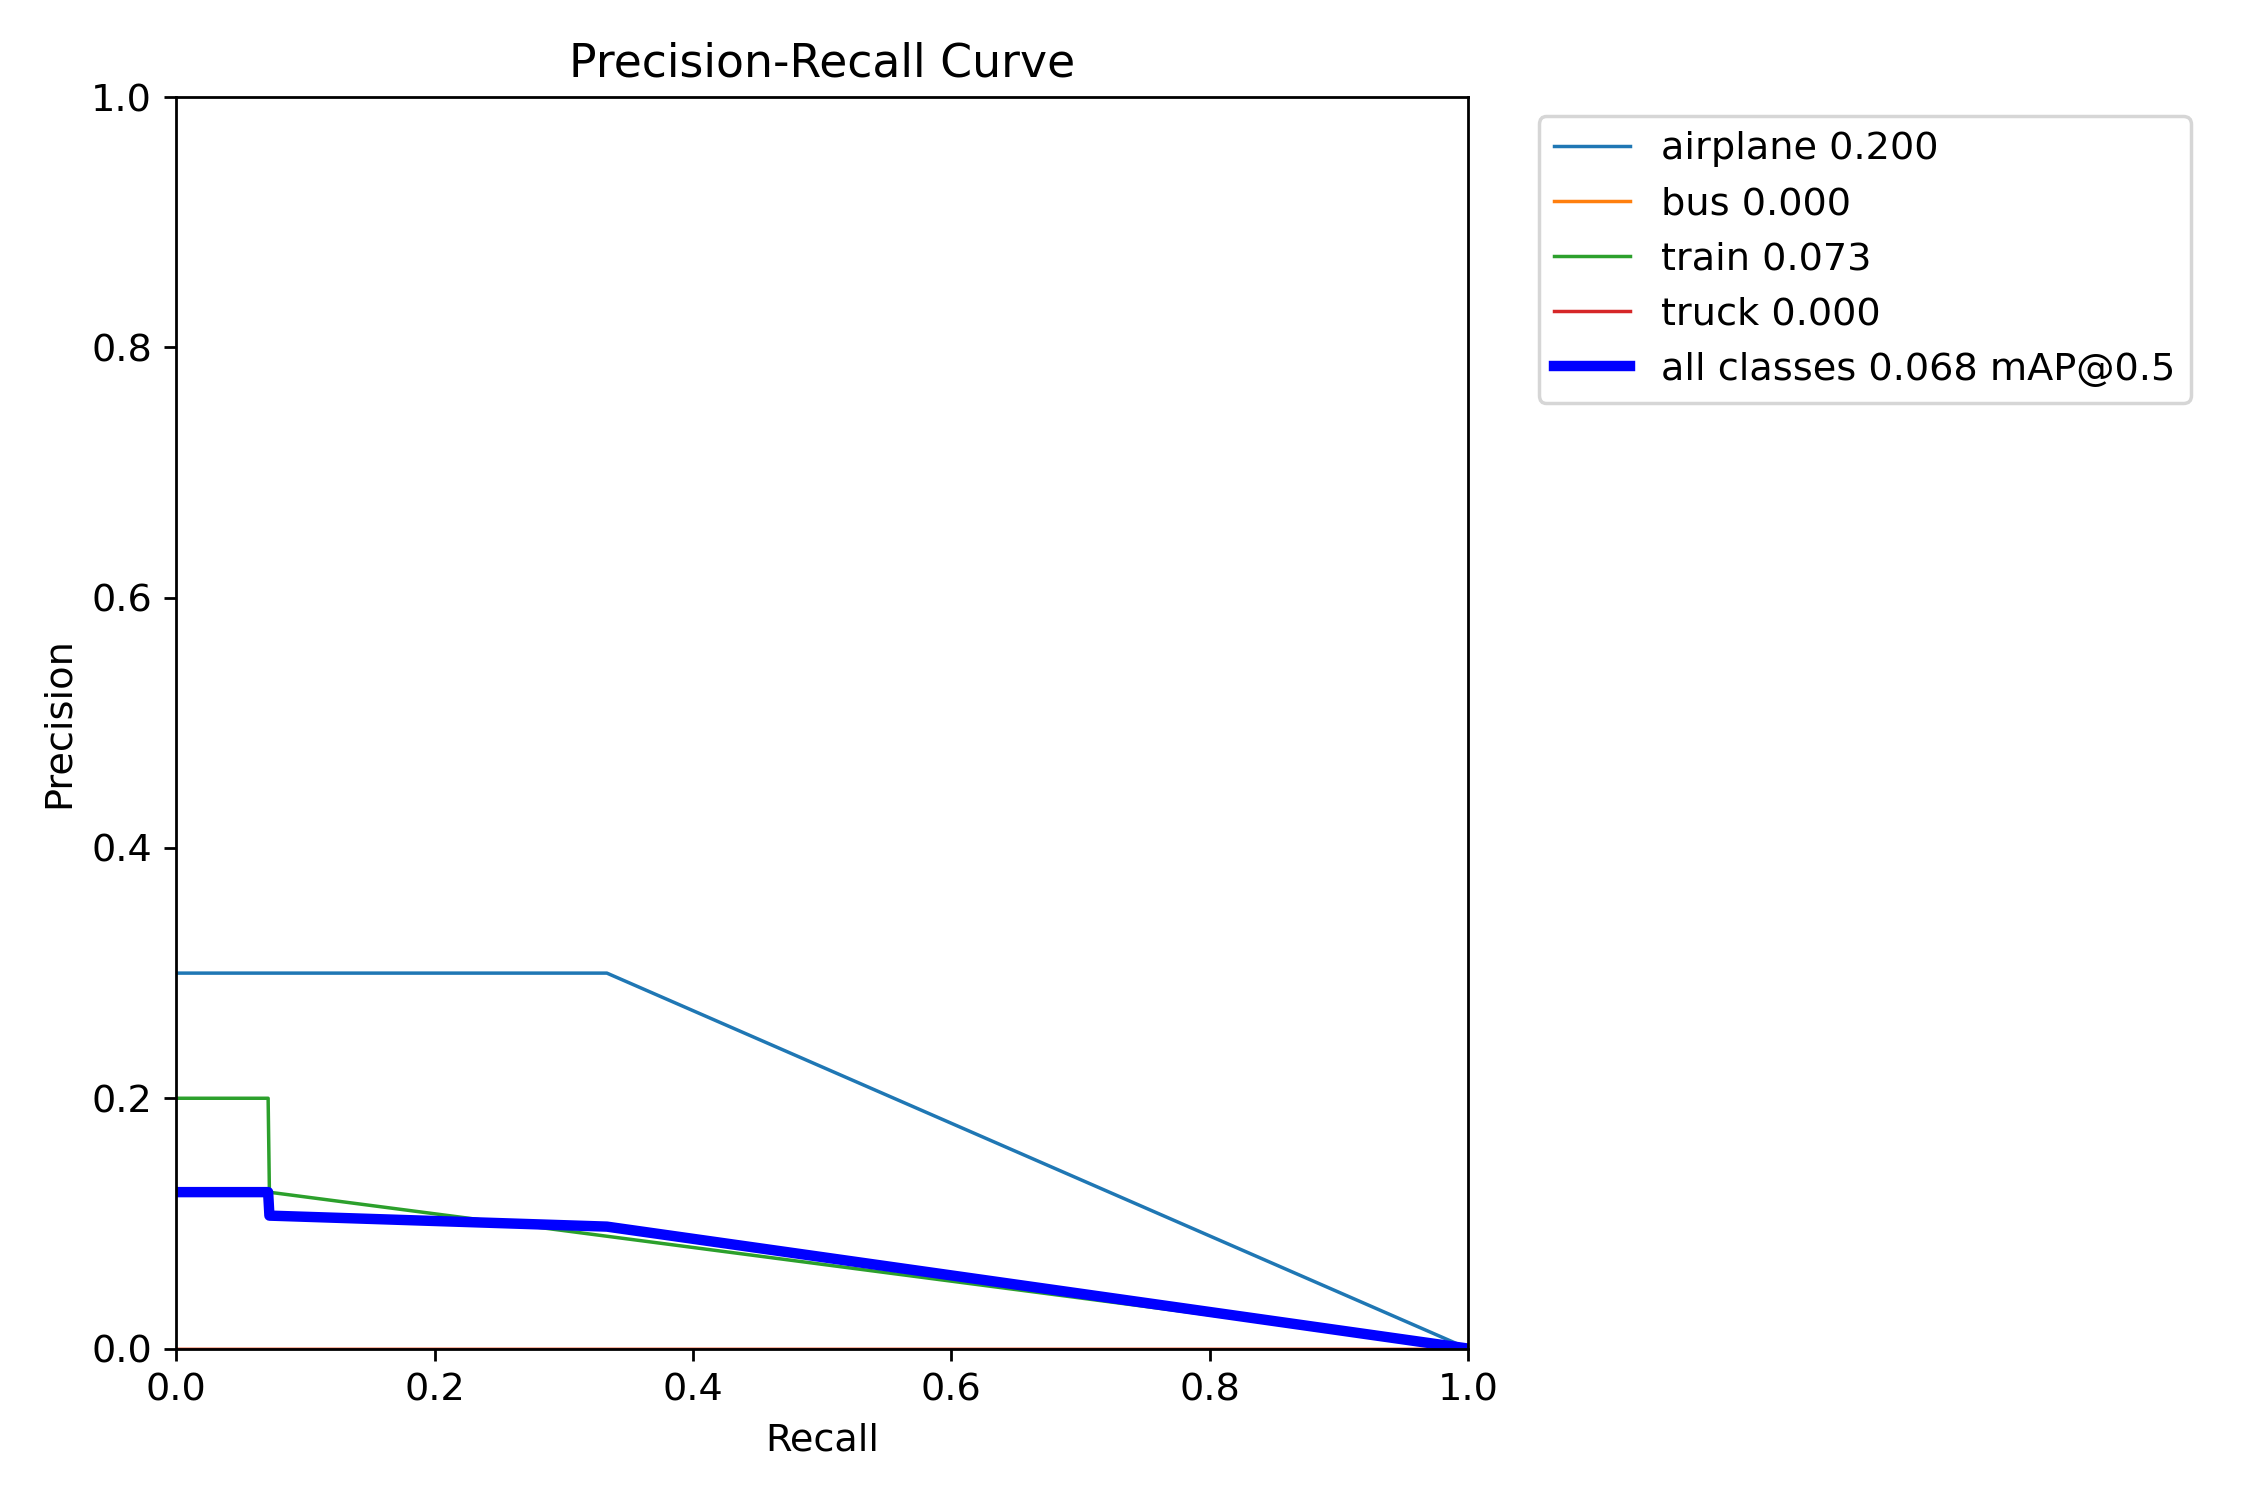 Precision-Recall Curve
1.0
0.8
0.6
0.4
0.2
0.0
Precision
0.0 0.2 0.4 0.6 0.8 1.0
Recall
airplane 0.200
bus 0.000
train 0.073
truck 0.000
all classes 0.068 mAP@0.5